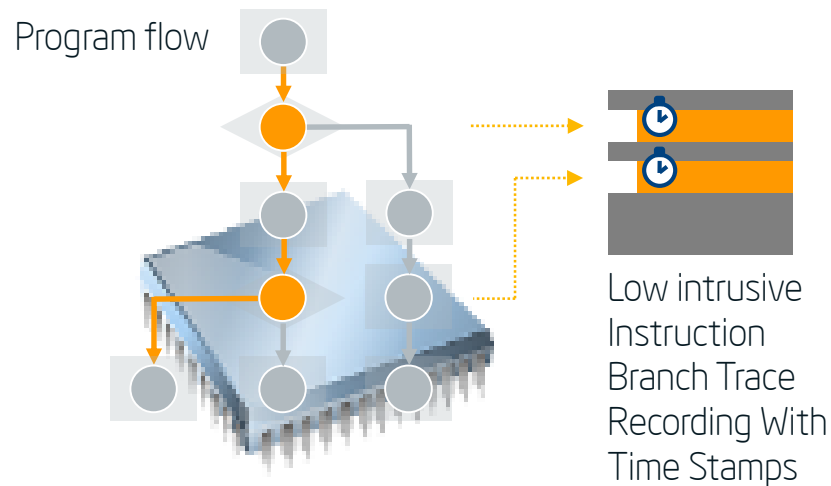 Program flow
Low intrusive
Instruction
Branch Trace
Recording With
Time Stamps